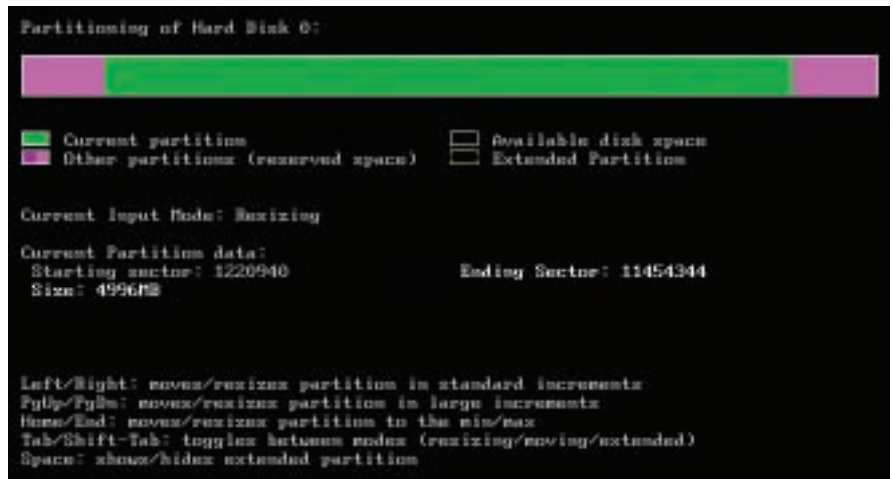 Partitioning of Hard Disk 0:
Current partition
Available disk space
Other partitions (reserved space)
Extended Partition
Current Input Mode: Resizing
Current Partition data:
Starting sector: 1220940
Ending Sector: 11454344
Size: 4996MB
Left/Right: moves/resizes partition in standard increments
PgUp/PgDn: moves/resizes partition in large increments
Home/End: moves/resizes partition to the min/max
Tab/Shift-Tab: toggles between modes (resizing/moving/extended)
Space: shows/hides extended partition